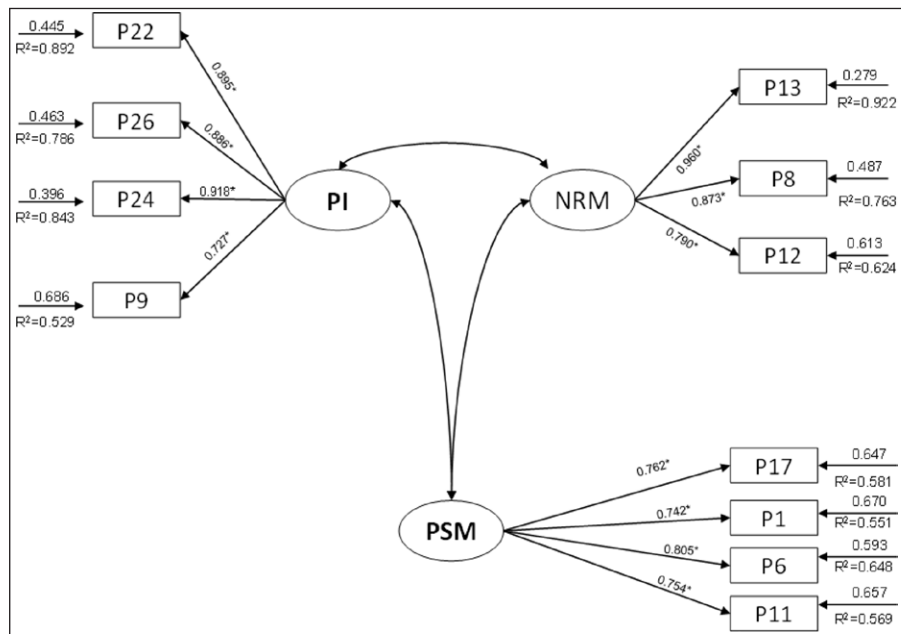 0.445
R²=0.892
P22
0.895*
0.463
R²=0.786
P26
0.886*
0.396
R²=0.843
P24
0.918*
0.686
R²=0.529
P9
0.727*
PI
NRM
0.960*
P13
0.279
R²=0.922
0.873*
P8
0.487
R²=0.763
0.790*
P12
0.613
R²=0.624
PSM
0.762*
P17
0.647
R²=0.581
0.742*
P1
0.670
R²=0.551
0.805*
P6
0.593
R²=0.648
0.754*
P11
0.657
R²=0.569